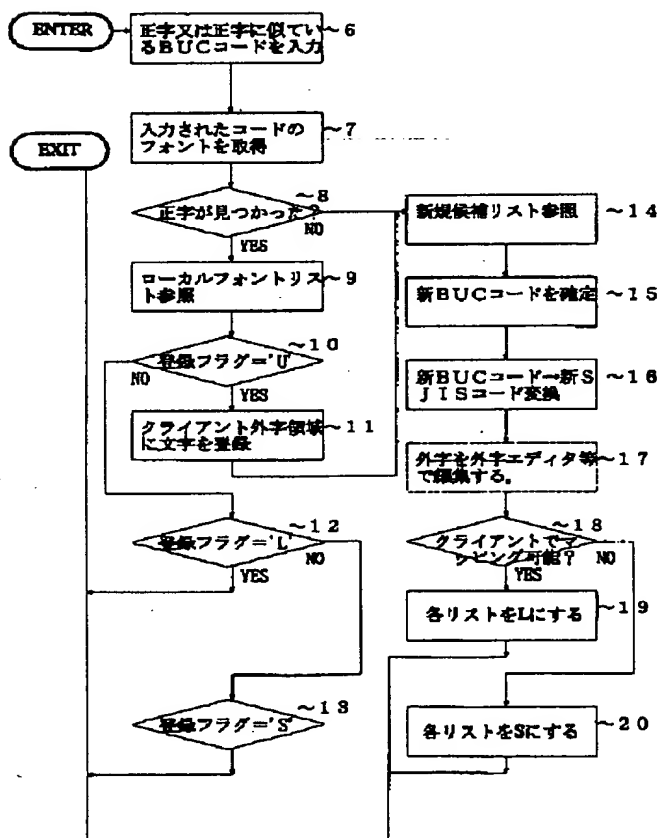 ENTER
正字又は正字に似てい
るBUCコードを入力
~6
入力されたコードの
フォントを取得
~7
EXIT
正字が見つかった?
~8
NO
YES
ローカルフォントリス
ト参照
~9
登録フラグ='U'
~10
NO
YES
クライアント外字領域
に文字を登録
~11
登録フラグ='L'
~12
NO
YES
登録フラグ='S'
~13
新規候補リスト参照
~14
新BUCコードを確定
~15
新BUCコード→新S
JISコード変換
~16
外字を外字エディタ等
で編集する。
~17
クライアントでマ
ッピング可能?
~18
NO
YES
各リストをLにする
~19
各リストをSにする
~20